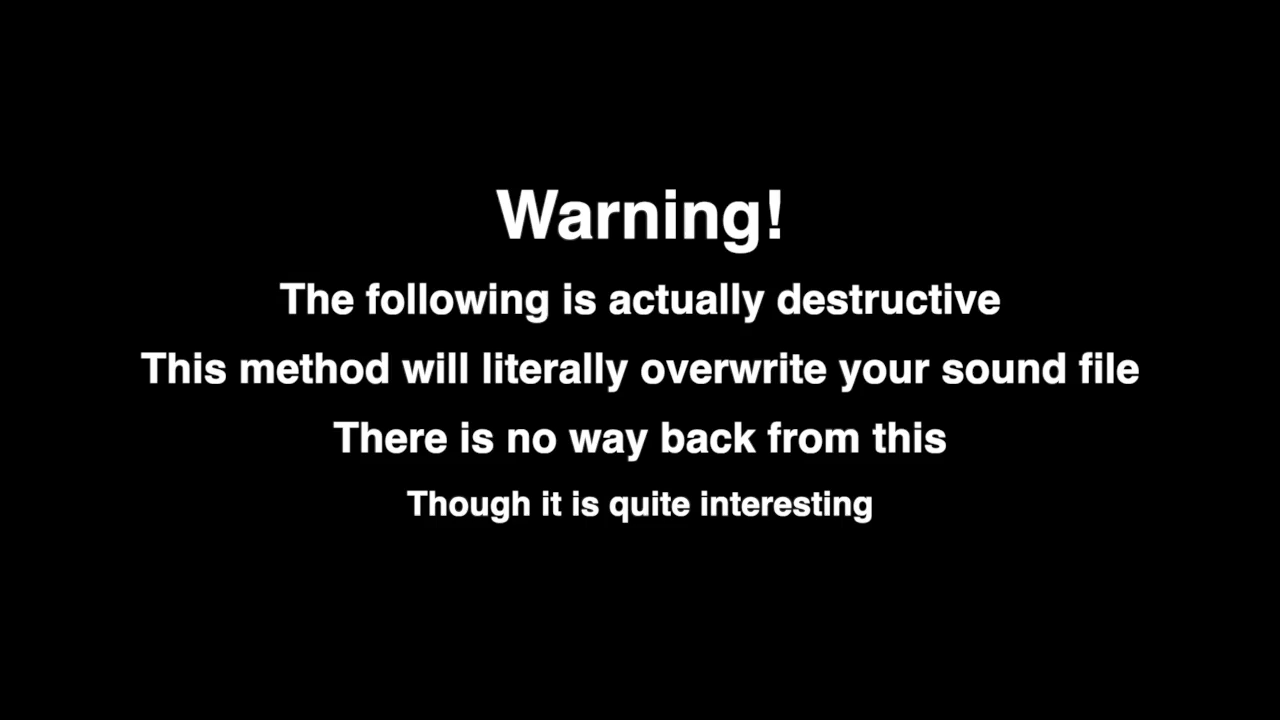 Warning!
The following is actually destructive
This method will literally overwrite your sound file
There is no way back from this
Though it is quite interesting